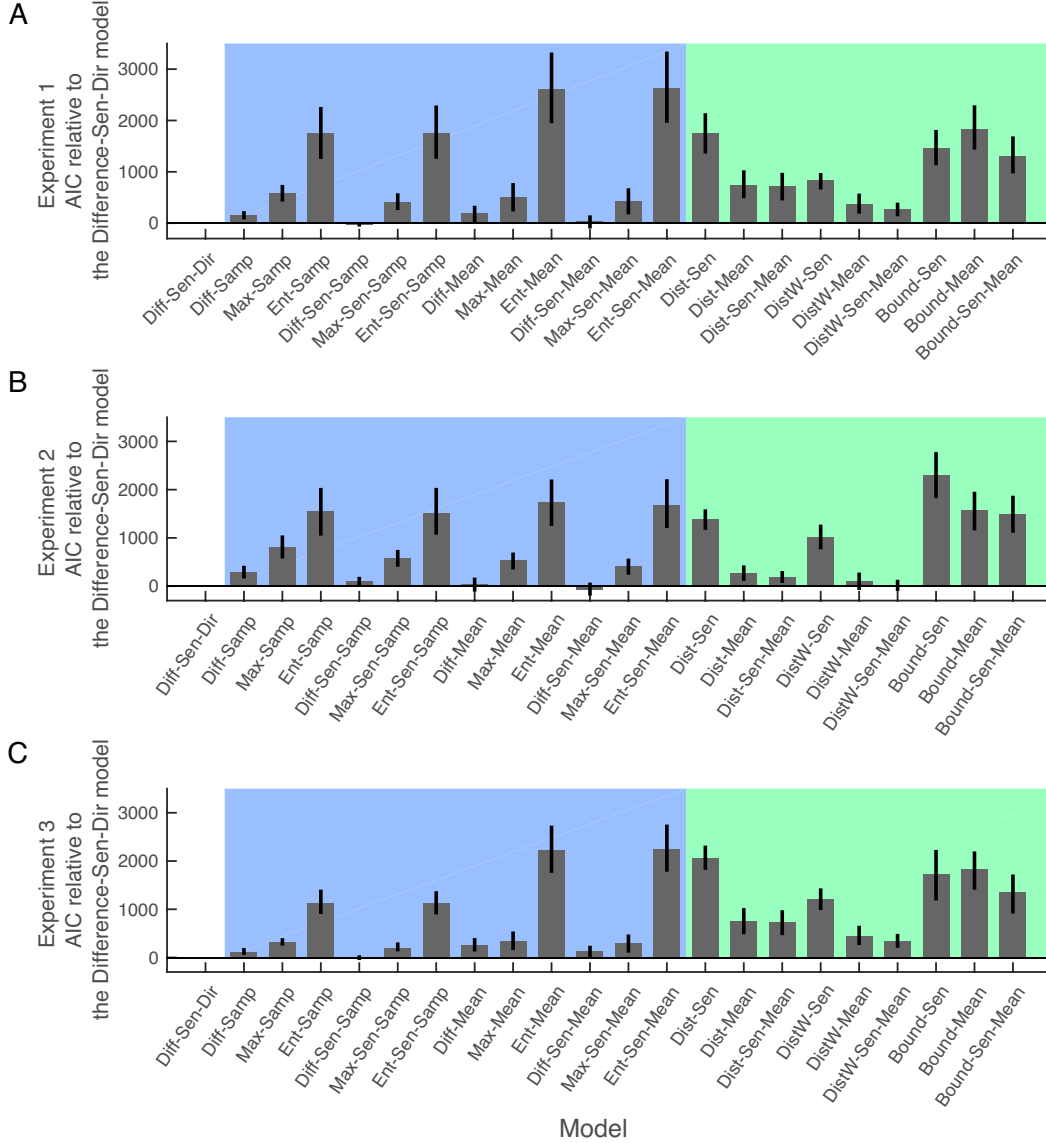 A
Experiment 1
AIC relative to
the Difference-Sen-Dir model
3000
2000
1000
0
Diff-Sen-Dir
Diff-Samp
Max-Samp
Ent-Samp
Diff-Sen-Samp
Max-Sen-Samp
Ent-Sen-Samp
Diff-Mean
Max-Mean
Ent-Mean
Diff-Sen-Mean
Max-Sen-Mean
Ent-Sen-Mean
Dist-Sen
Dist-Mean
Dist-Sen-Mean
DistW-Sen
DistW-Mean
DistW-Sen-Mean
Bound-Sen
Bound-Mean
Bound-Sen-Mean
B
Experiment 2
AIC relative to
the Difference-Sen-Dir model
3000
2000
1000
0
Diff-Sen-Dir
Diff-Samp
Max-Samp
Ent-Samp
Diff-Sen-Samp
Max-Sen-Samp
Ent-Sen-Samp
Diff-Mean
Max-Mean
Ent-Mean
Diff-Sen-Mean
Max-Sen-Mean
Ent-Sen-Mean
Dist-Sen
Dist-Mean
Dist-Sen-Mean
DistW-Sen
DistW-Mean
DistW-Sen-Mean
Bound-Sen
Bound-Mean
Bound-Sen-Mean
C
Experiment 3
AIC relative to
the Difference-Sen-Dir model
3000
2000
1000
0
Diff-Sen-Dir
Diff-Samp
Max-Samp
Ent-Samp
Diff-Sen-Samp
Max-Sen-Samp
Ent-Sen-Samp
Diff-Mean
Max-Mean
Ent-Mean
Diff-Sen-Mean
Max-Sen-Mean
Ent-Sen-Mean
Dist-Sen
Dist-Mean
Dist-Sen-Mean
DistW-Sen
DistW-Mean
DistW-Sen-Mean
Bound-Sen
Bound-Mean
Bound-Sen-Mean
Model